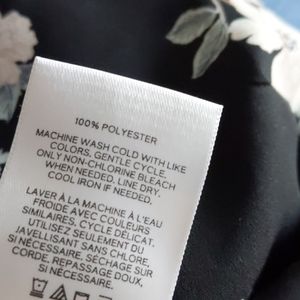 100% POLYESTER
MACHINE WASH COLD WITH LIKE
COLORS, GENTLE CYCLE.
ONLY NON-CHLORINE BLEACH
WHEN NEEDED. LINE DRY.
COOL IRON IF NEEDED.
LAVER À LA MACHINE À L'EAU
FROIDE AVEC COULEURS
SIMILAIRES, CYCLE DÉLICAT.
UTILISEZ SEULEMENT DU
JAVELLISANT SANS CHLORE,
SI NÉCESSAIRE. SÉCHAGE SUR
CORDE. REPASSAGE DOUX,
SI NÉCESSAIRE.